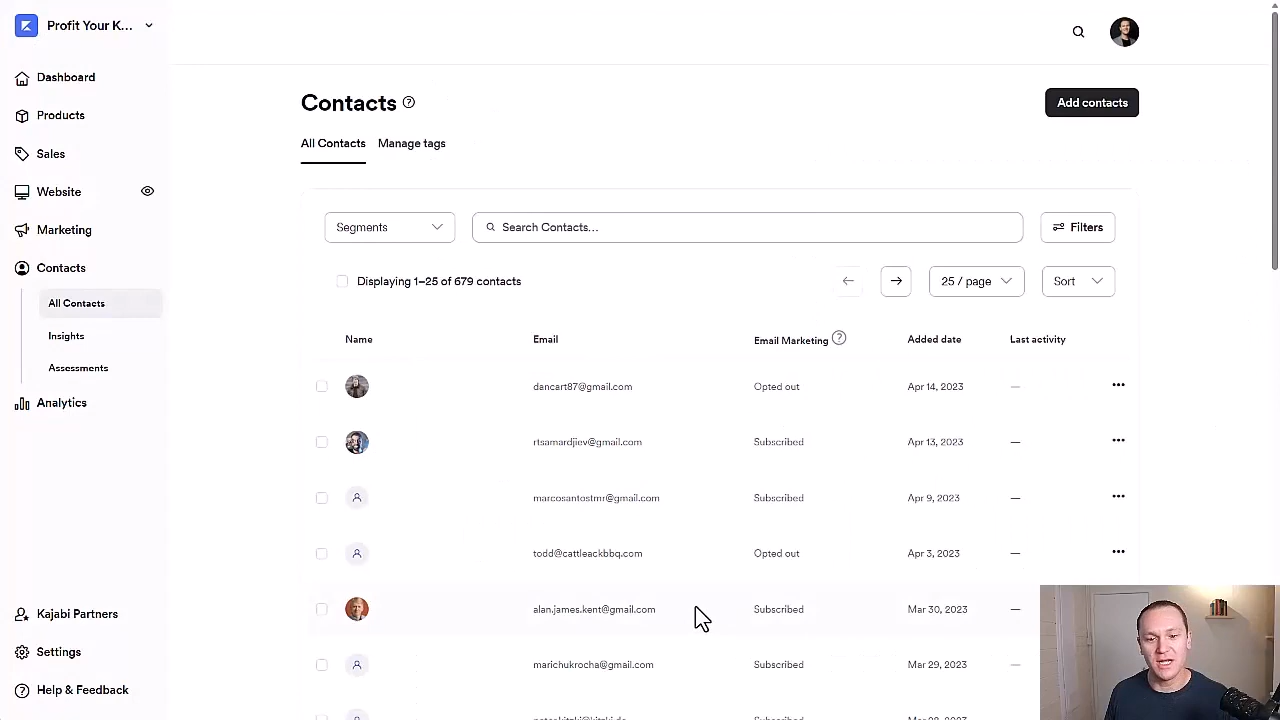 Profit Your K...
Dashboard
Products
Sales
Website
Marketing
Contacts
All Contacts
Insights
Assessments
Analytics
Kajabi Partners
Settings
Help & Feedback
Contacts
Add contacts
All Contacts Manage tags
Segments Search Contacts... Filters
Displaying 1–25 of 679 contacts 25 / page Sort
Name Email Email Marketing Added date Last activity
dancart87@gmail.com Opted out Apr 14, 2023 —
rtsamardjiev@gmail.com Subscribed Apr 13, 2023 —
marcosantostmr@gmail.com Subscribed Apr 9, 2023 —
todd@cattleackbbq.com Opted out Apr 3, 2023 —
alan.james.kent@gmail.com Subscribed Mar 30, 2023 —
marichukrocha@gmail.com Subscribed Mar 29, 2023 —